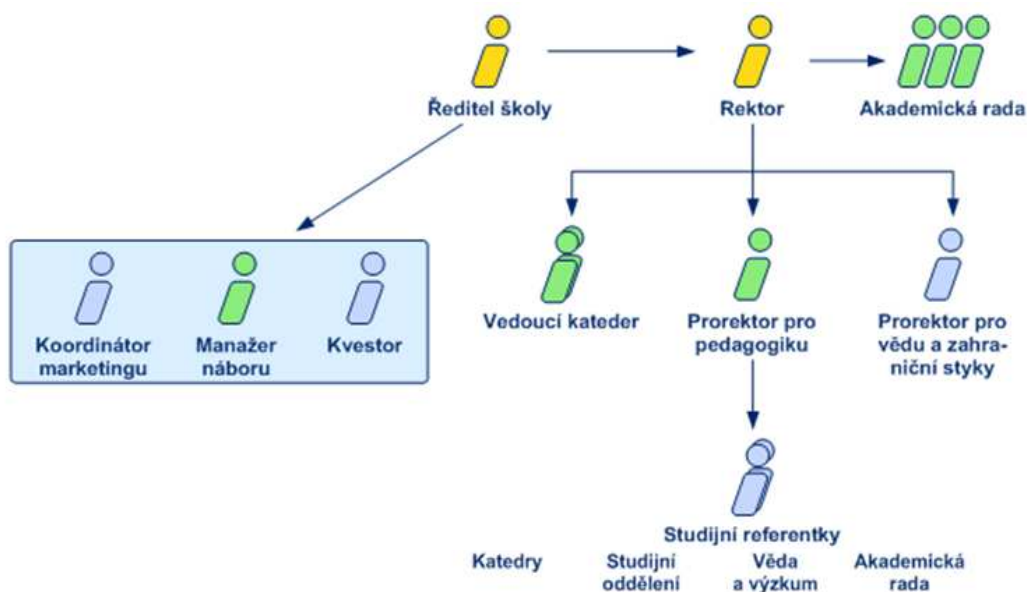 Ředitel školy
Rektor
Akademická rada
Koordinátor
marketingu
Manažer
náboru
Kvestor
Vedoucí kateder
Prorektor pro
pedagogiku
Prorektor pro
vědu a zahra-
niční styky
Studijní referentky
Katedry
Studijní
oddělení
Věda
a výzkum
Akademická
rada